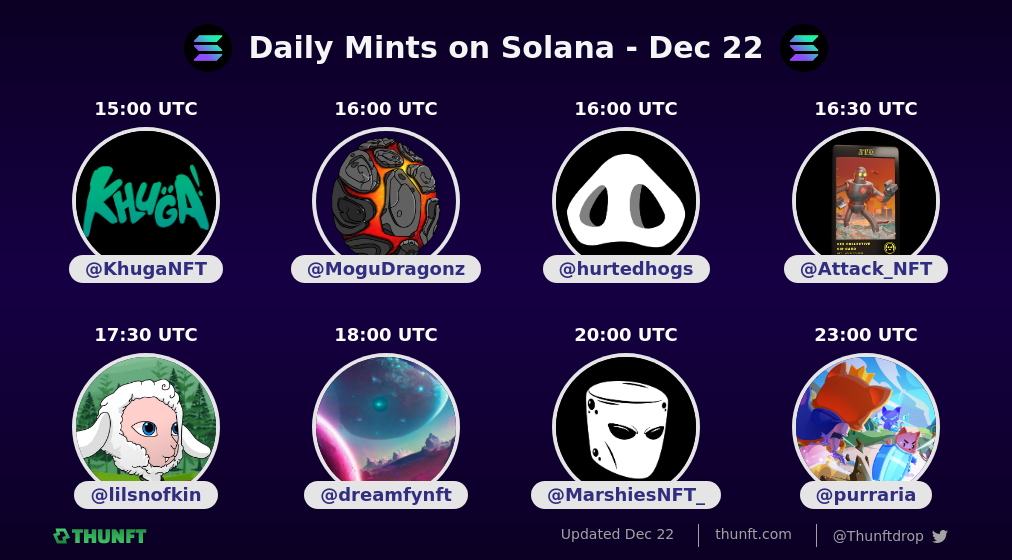 Daily Mints on Solana - Dec 22
15:00 UTC
16:00 UTC
16:00 UTC
16:30 UTC
KHUGA!
@KhugaNFT
@MoguDragonz
@hurtedhogs
@Attack_NFT
17:30 UTC
18:00 UTC
20:00 UTC
23:00 UTC
@lilsnofkin
@dreamfynft
@MarshiesNFT_
@purraria
THUNFT
Updated Dec 22
thunft.com
@Thunftdrop